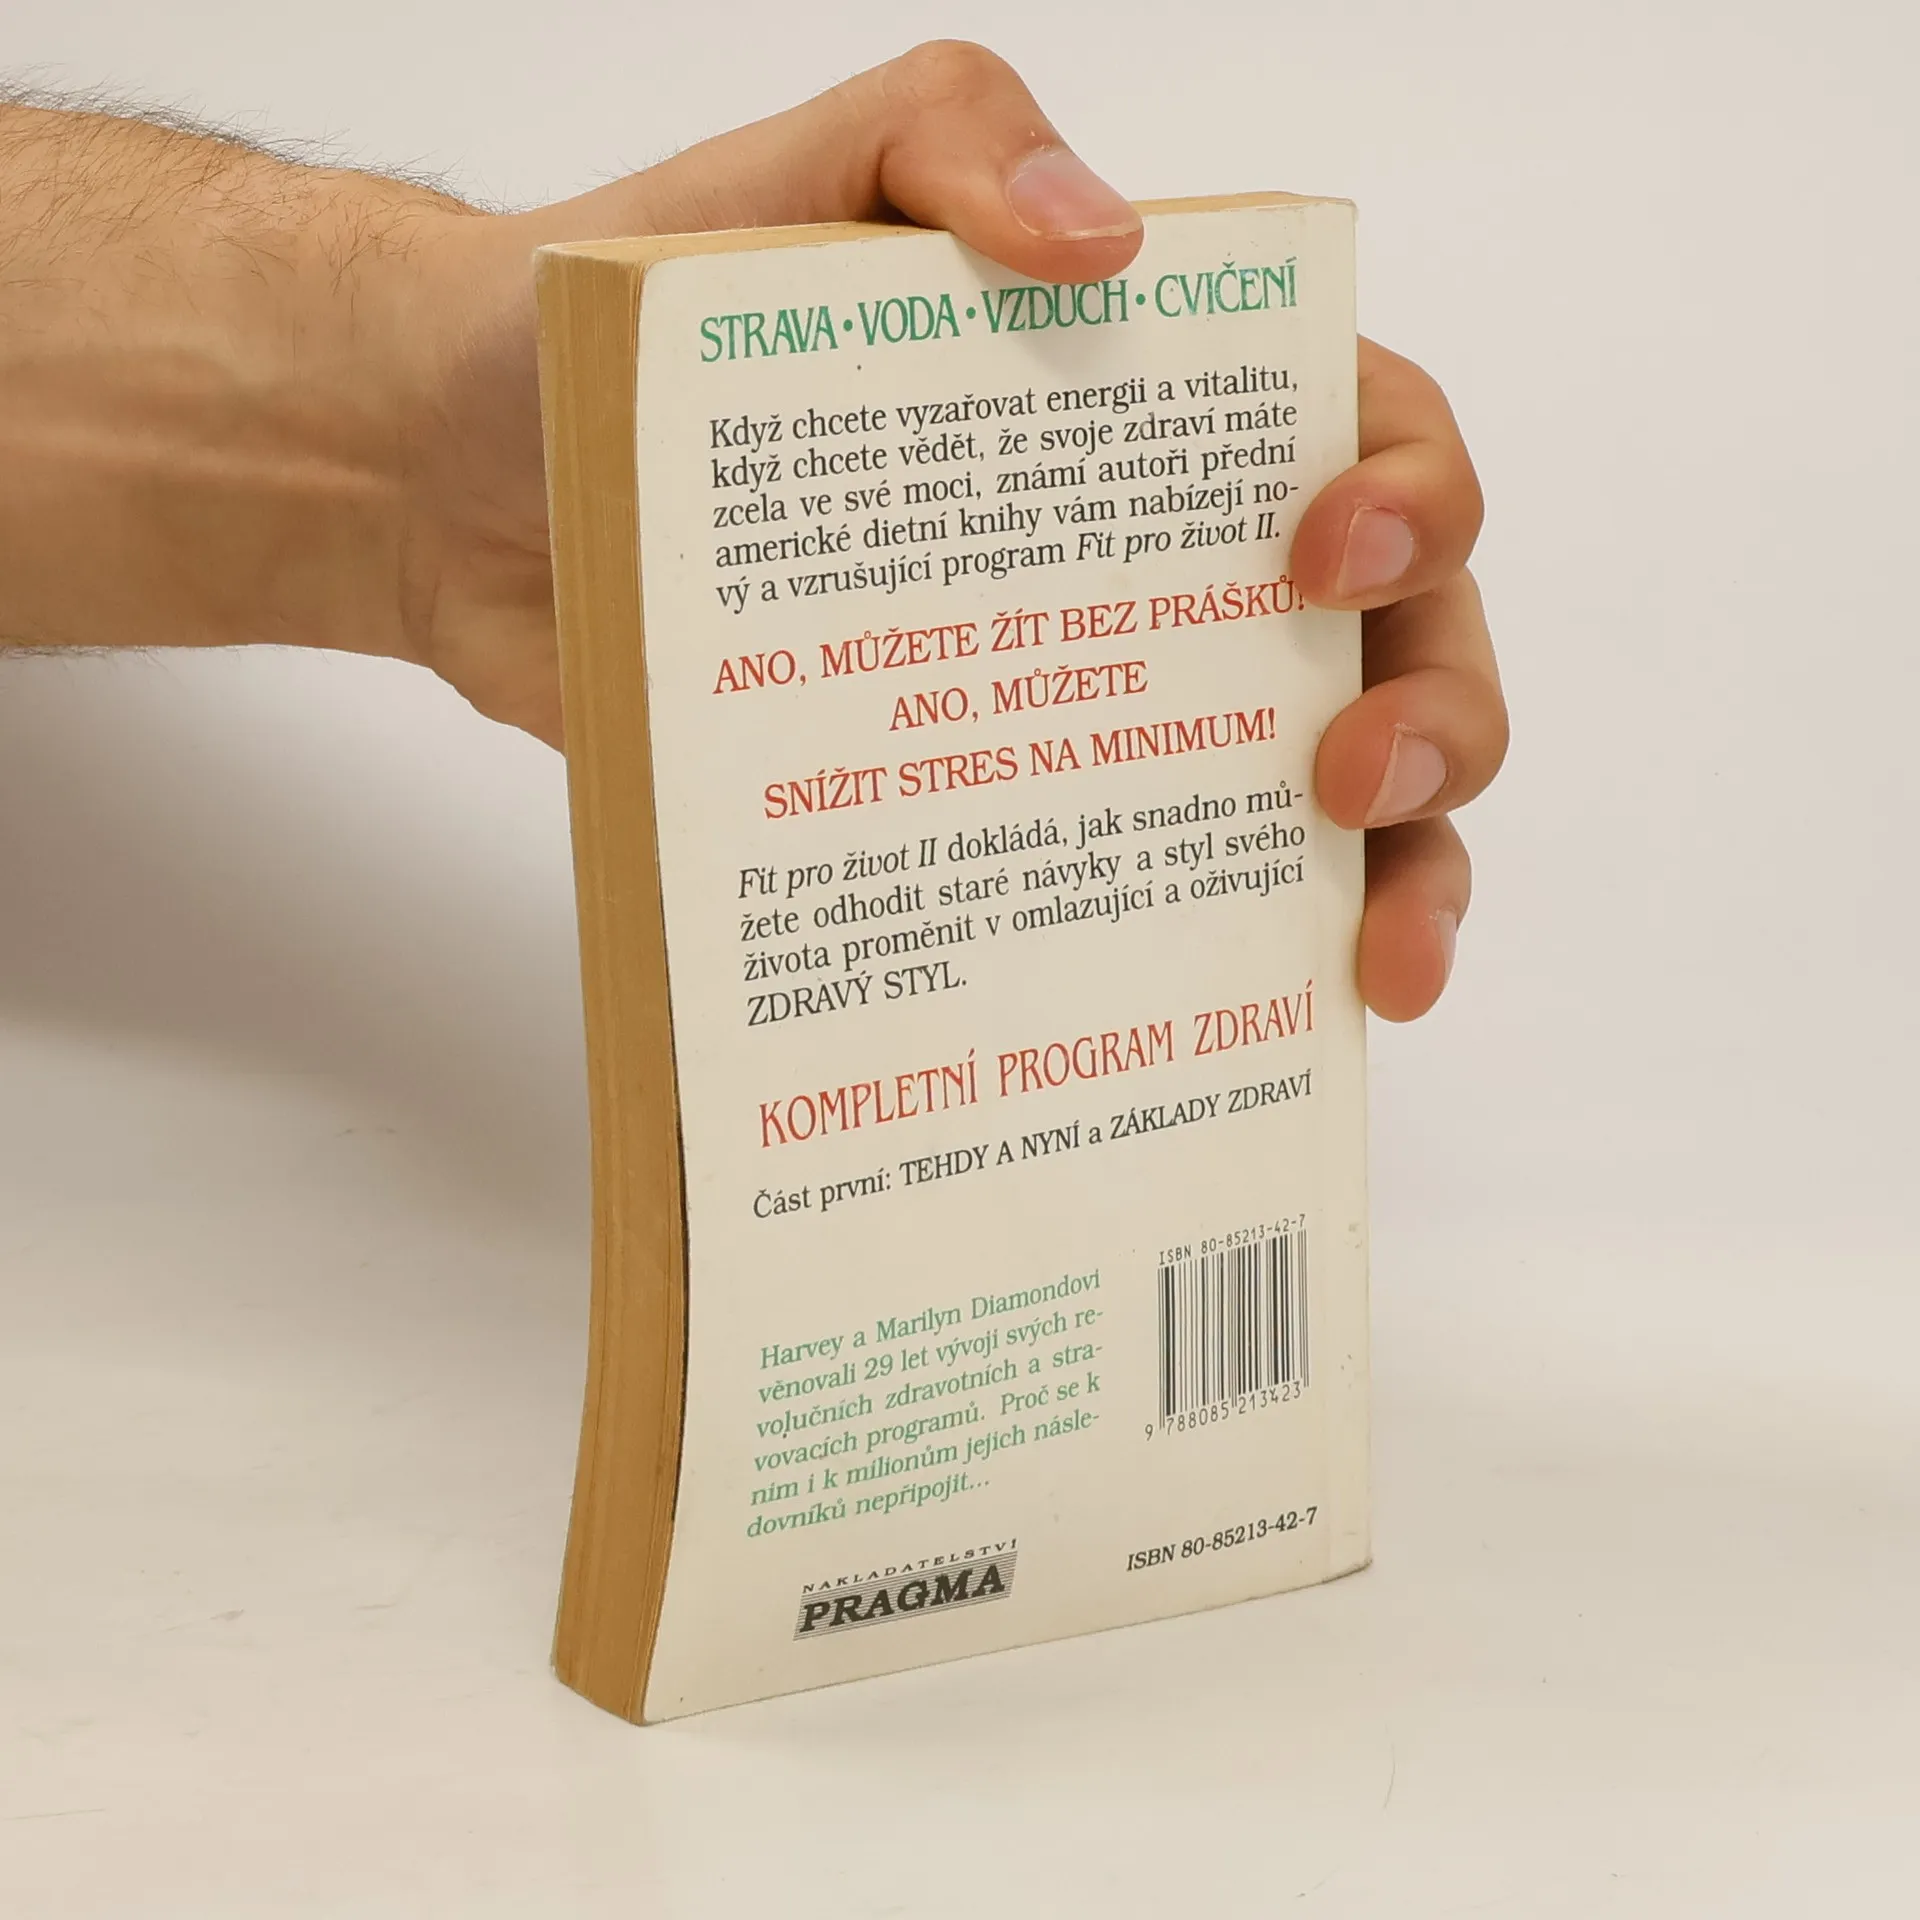 STRAVA • VODA • VZDUCH • CVIČENÍ
Když chcete vyzařovat energii a vitalitu,
když chcete vědět, že svoje zdraví máte
zcela ve své moci, známí autoři přední
americké dietní knihy vám nabízejí no-
vý a vzrušující program Fit pro život II.
ANO, MŮŽETE ŽÍT BEZ PRÁŠKŮ!
ANO, MŮŽETE
SNÍŽIT STRES NA MINIMUM!
Fit pro život II dokládá, jak snadno mů-
žete odhodit staré návyky a styl svého
života proměnit v omlazující a oživující
ZDRAVÝ STYL.
KOMPLETNÍ PROGRAM ZDRAVÍ
Část první: TEHDY A NYNÍ a ZÁKLADY ZDRAVÍ
Harvey a Marilyn Diamondovi
věnovali 29 let vývoji svých re-
volučních zdravotních a stra-
vovacích programů. Proč se k
nim i k milionům jejich násle-
dovníků nepřipojit...
ISBN 80-85213-42-7
9 788085 213423
NAKLADATELSTVÍ
PRAGMA
ISBN 80-85213-42-7